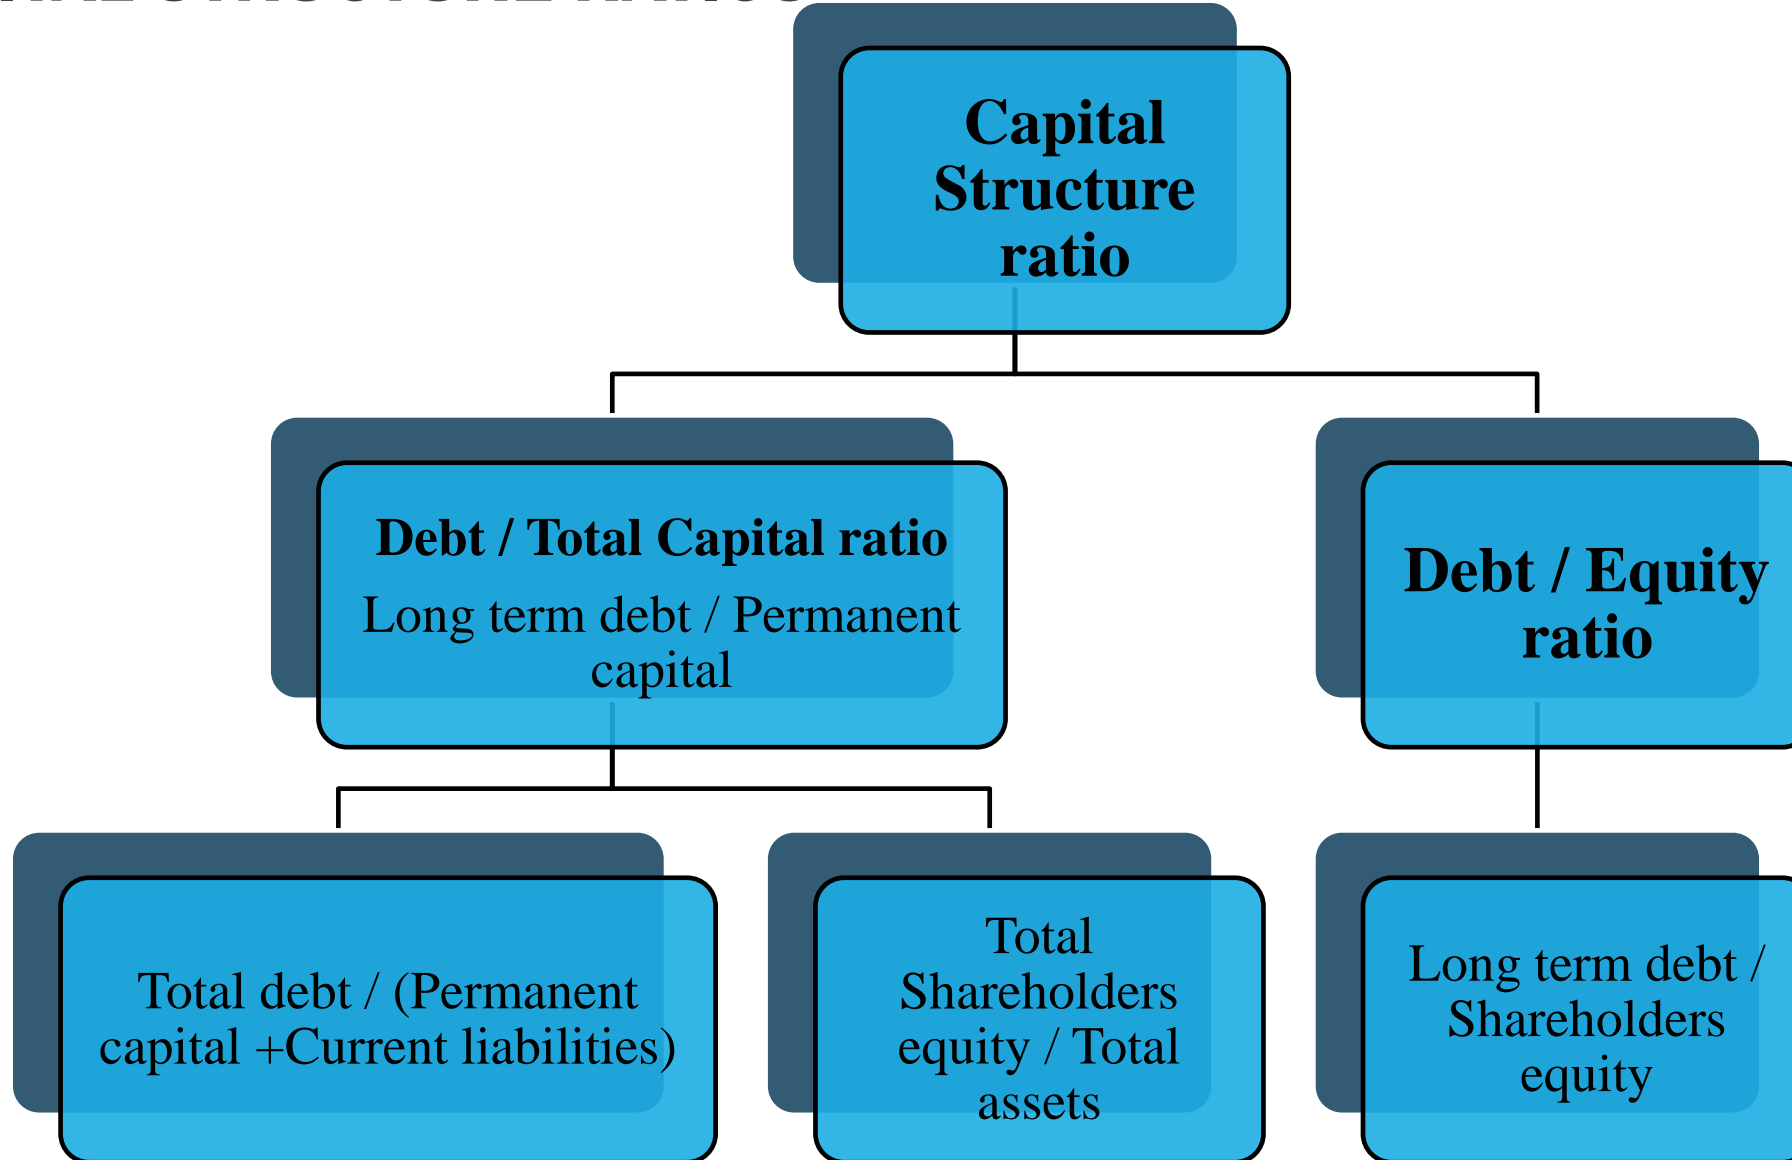 Capital
Structure
ratio
Debt / Total Capital ratio
Long term debt / Permanent
capital
Debt / Equity
ratio
Total debt / (Permanent
capital +Current liabilities)
Total
Shareholders
equity / Total
assets
Long term debt /
Shareholders
equity